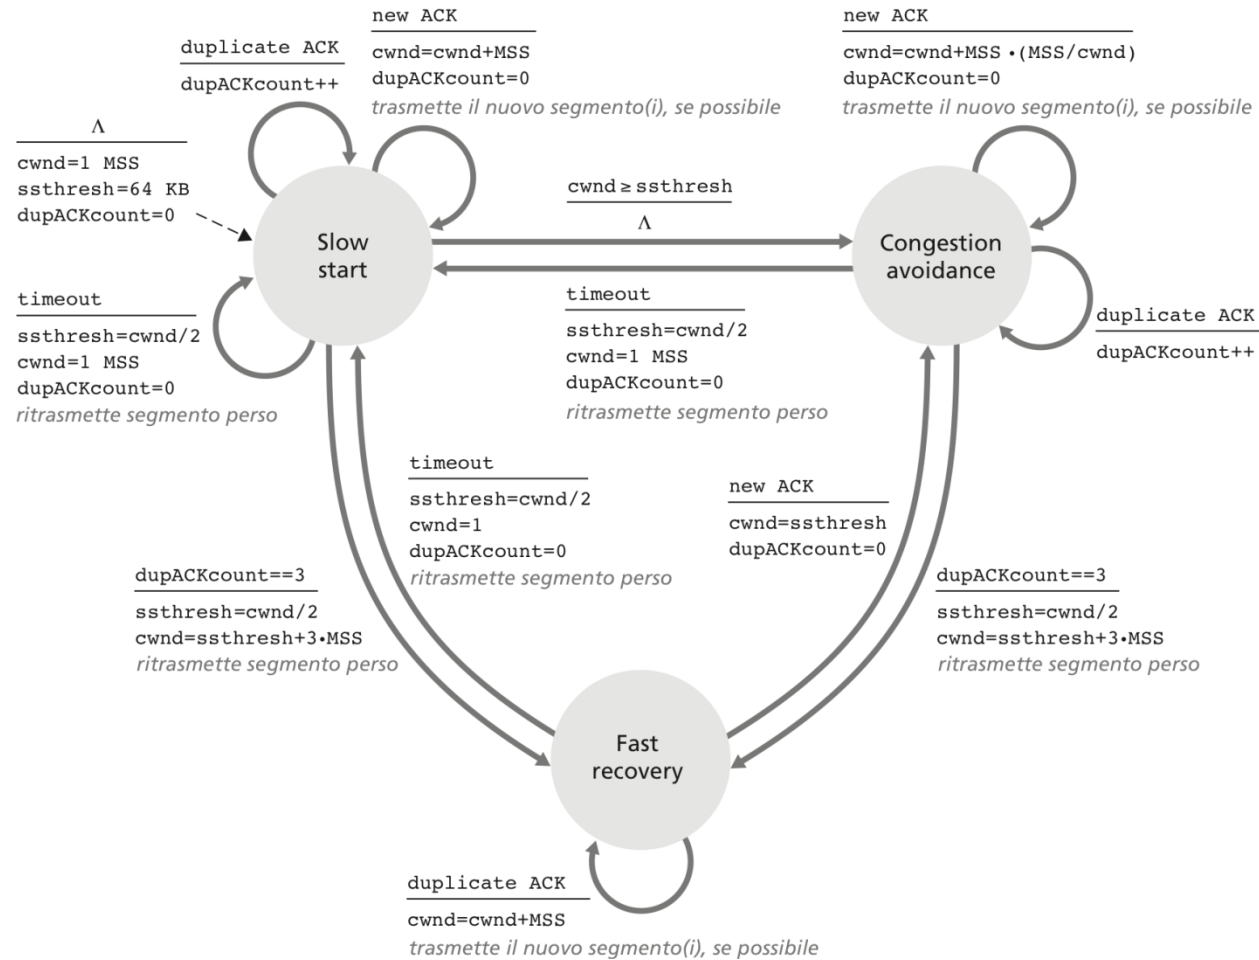 new ACK
cwnd=cwnd+MSS
dupACKcount=0
trasmette il nuovo segmento(i), se possibile
new ACK
cwnd=cwnd+MSS •(MSS/cwnd)
dupACKcount=0
trasmette il nuovo segmento(i), se possibile
duplicate ACK
dupACKcount++
Λ
cwnd=1 MSS
ssthresh=64 KB
dupACKcount=0
cwnd ≥ ssthresh
Λ
Slow
start
Congestion
avoidance
timeout
ssthresh=cwnd/2
cwnd=1 MSS
dupACKcount=0
ritrasmette segmento perso
timeout
ssthresh=cwnd/2
cwnd=1 MSS
dupACKcount=0
ritrasmette segmento perso
duplicate ACK
dupACKcount++
timeout
ssthresh=cwnd/2
cwnd=1
dupACKcount=0
ritrasmette segmento perso
new ACK
cwnd=ssthresh
dupACKcount=0
dupACKcount==3
ssthresh=cwnd/2
cwnd=ssthresh+3•MSS
ritrasmette segmento perso
dupACKcount==3
ssthresh=cwnd/2
cwnd=ssthresh+3•MSS
ritrasmette segmento perso
Fast
recovery
duplicate ACK
cwnd=cwnd+MSS
trasmette il nuovo segmento(i), se possibile